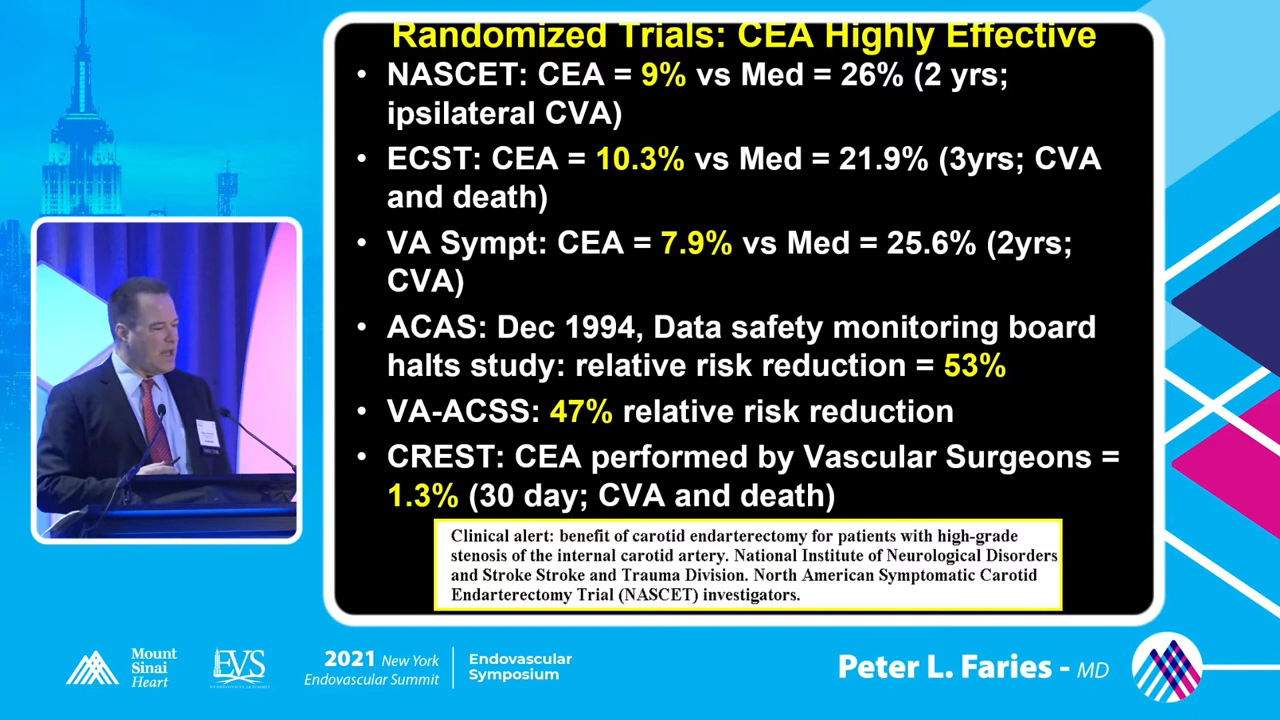 Randomized Trials: CEA Highly Effective
• NASCET: CEA = 9% vs Med = 26% (2 yrs;
ipsilateral CVA)
• ECST: CEA = 10.3% vs Med = 21.9% (3yrs; CVA
and death)
• VA Sympt: CEA = 7.9% vs Med = 25.6% (2yrs;
CVA)
• ACAS: Dec 1994, Data safety monitoring board
halts study: relative risk reduction = 53%
• VA-ACSS: 47% relative risk reduction
• CREST: CEA performed by Vascular Surgeons =
1.3% (30 day; CVA and death)
Clinical alert: benefit of carotid endarterectomy for patients with high-grade
stenosis of the internal carotid artery. National Institute of Neurological Disorders
and Stroke Stroke and Trauma Division. North American Symptomatic Carotid
Endarterectomy Trial (NASCET) investigators.
Mount
Sinai
Heart
EVS
2021 New York
Endovascular Summit
Endovascular
Symposium
Peter L. Faries - MD